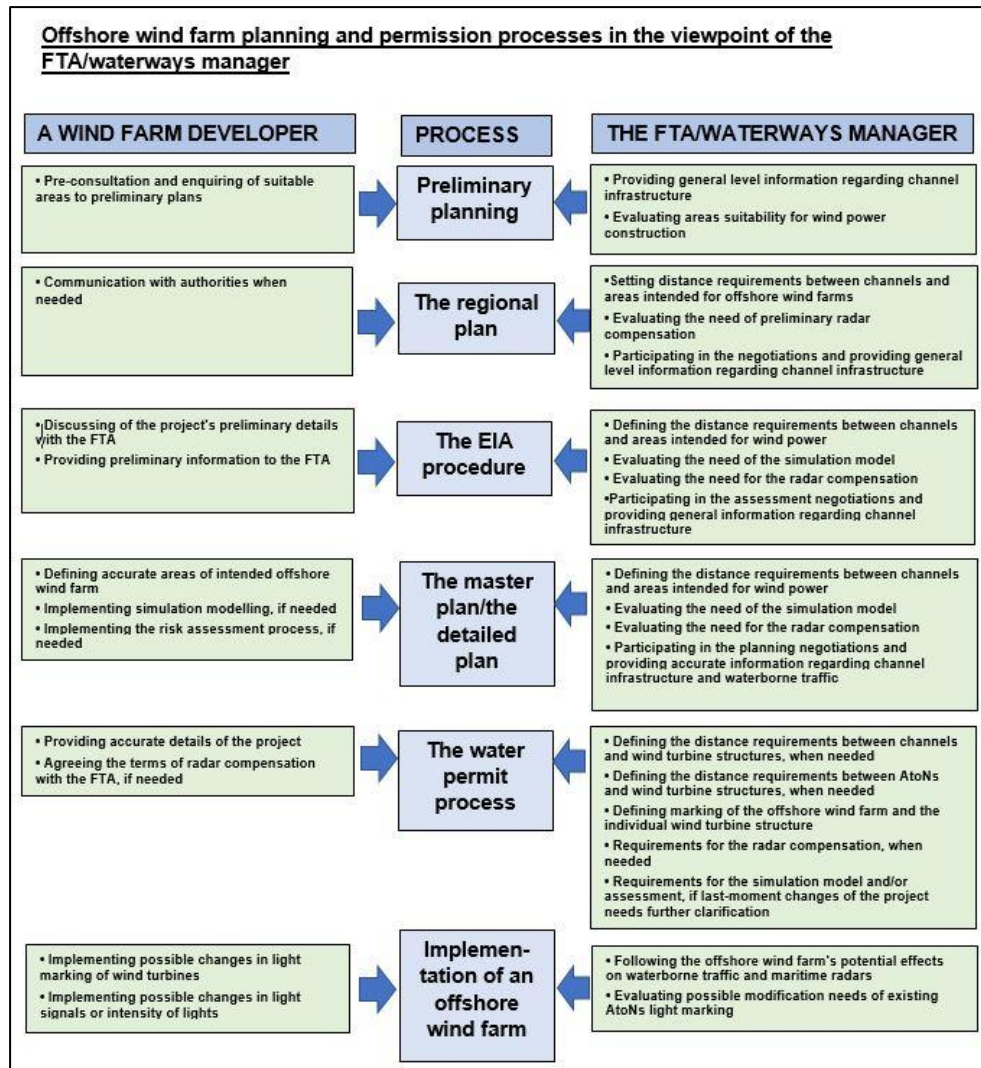 Offshore wind farm planning and permission processes in the viewpoint of the
FTA/waterways manager
A WIND FARM DEVELOPER
PROCESS
THE FTA/WATERWAYS MANAGER
• Pre-consultation and enquiring of suitable
areas to preliminary plans
Preliminary
planning
• Providing general level information regarding channel
infrastructure
• Evaluating areas suitability for wind power
construction
• Communication with authorities when
needed
The regional
plan
•Setting distance requirements between channels and
areas intended for offshore wind farms
• Evaluating the need of preliminary radar
compensation
• Participating in the negotiations and providing general
level information regarding channel infrastructure
• Discussing of the project's preliminary details
with the FTA
• Providing preliminary information to the FTA
The EIA
procedure
• Defining the distance requirements between channels
and areas intended for wind power
• Evaluating the need of the simulation model
• Evaluating the need for the radar compensation
•Participating in the assessment negotiations and
providing general information regarding channel
infrastructure
• Defining accurate areas of intended offshore
wind farm
• Implementing simulation modelling, if needed
• Implementing the risk assessment process, if
needed
The master
plan/the
detailed
plan
• Defining the distance requirements between channels
and areas intended for wind power
• Evaluating the need of the simulation model
• Evaluating the need for the radar compensation
• Participating in the planning negotiations and
providing accurate information regarding channel
infrastructure and waterborne traffic
• Providing accurate details of the project
• Agreeing the terms of radar compensation
with the FTA, if needed
The water
permit
process
• Defining the distance requirements between channels
and wind turbine structures, when needed
• Defining the distance requirements between AtoNs
and wind turbine structures, when needed
• Defining marking of the offshore wind farm and the
individual wind turbine structure
• Requirements for the radar compensation, when
needed
• Requirements for the simulation model and/or
assessment, if last-moment changes of the project
needs further clarification
• Implementing possible changes in light
marking of wind turbines
• Implementing possible changes in light
signals or intensity of lights
Implemen-
tation of an
offshore
wind farm
• Following the offshore wind farm's potential effects
on waterborne traffic and maritime radars
• Evaluating possible modification needs of existing
AtoNs light marking